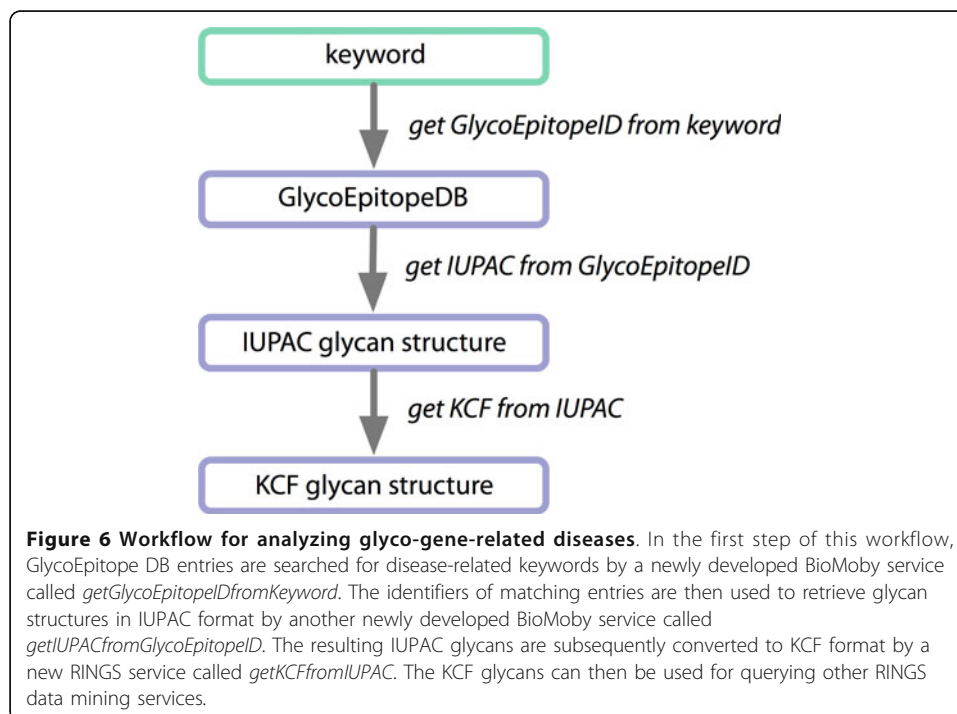 keyword
get GlycoEpitopeID from keyword
GlycoEpitopeDB
get IUPAC from GlycoEpitopeID
IUPAC glycan structure
get KCF from IUPAC
KCF glycan structure
Figure 6 Workflow for analyzing glyco-gene-related diseases. In the first step of this workflow,
GlycoEpitope DB entries are searched for disease-related keywords by a newly developed BioMoby service
called getGlycoEpitopeIDfromKeyword. The identifiers of matching entries are then used to retrieve glycan
structures in IUPAC format by another newly developed BioMoby service called
getIUPACfromGlycoEpitopeID. The resulting IUPAC glycans are subsequently converted to KCF format by a
new RINGS service called getKCFfromIUPAC. The KCF glycans can then be used for querying other RINGS
data mining services.